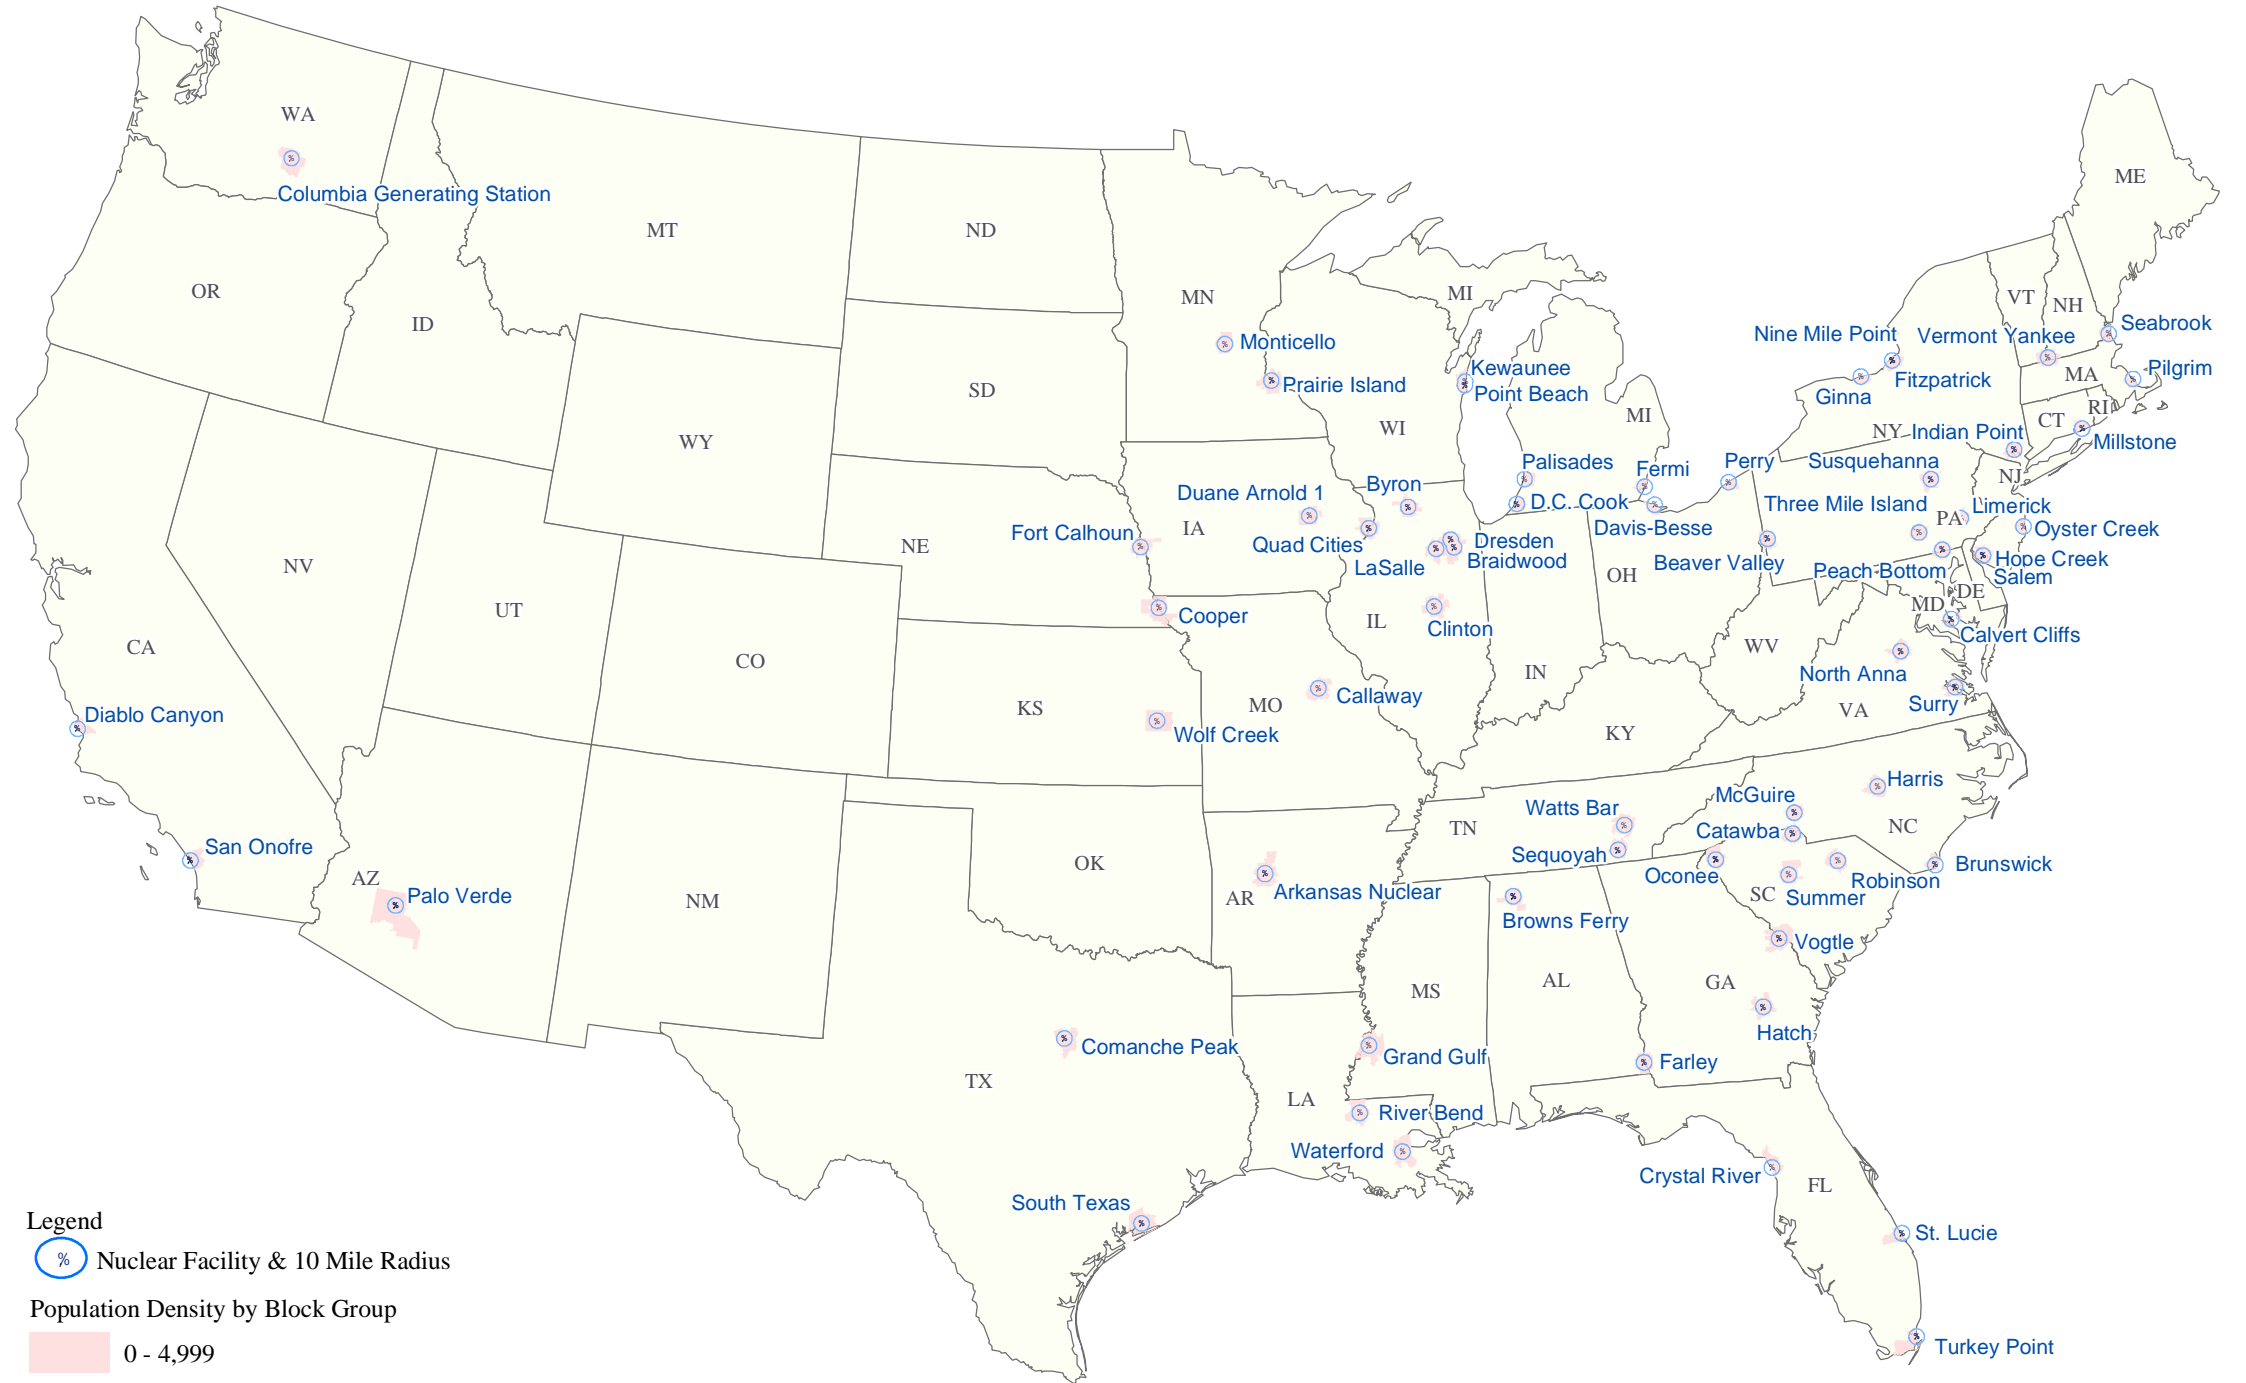 WA
Columbia Generating Station
ME
MT
ND
OR
MN
MI
VT
NH
ID
Seabrook
Nine Mile Point
Vermont Yankee
Monticello
Kewaunee
Pilgrim
Prairie Island
Point Beach
Fitzpatrick
MA
SD
Ginna
RI
MI
CT
WY
WI
NY
Indian Point
Millstone
Palisades
Fermi
Perry
Susquehanna
NJ
Byron
Duane Arnold 1
D.C. Cook
Three Mile Island
Limerick
PA
Fort Calhoun
IA
Davis-Besse
Oyster Creek
NE
Quad Cities
Dresden
Braidwood
LaSalle
Beaver Valley
Hope Creek
Peach Bottom
Salem
NV
OH
DE
MD
UT
Cooper
IL
Clinton
Calvert Cliffs
CA
CO
WV
IN
North Anna
Callaway
MO
Surry
KS
VA
Diablo Canyon
Wolf Creek
KY
Harris
McGuire
Watts Bar
TN
Catawba
NC
San Onofre
Sequoyah
OK
Brunswick
AZ
Oconee
Robinson
Palo Verde
Arkansas Nuclear
AR
SC
Summer
NM
Browns Ferry
Vogtle
AL
GA
MS
Hatch
Comanche Peak
Grand Gulf
Farley
TX
LA
River Bend
Waterford
Crystal River
FL
South Texas
St. Lucie
Turkey Point
Legend
% Nuclear Facility & 10 Mile Radius
Population Density by Block Group
0 - 4,999